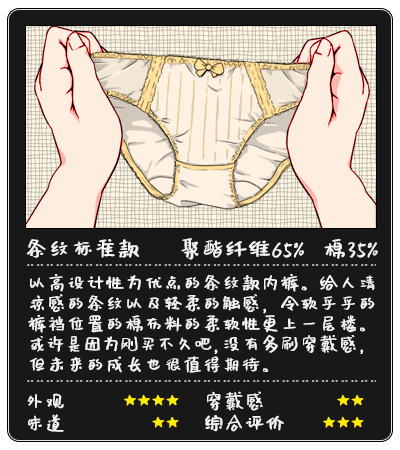 条纹标准款 聚酯纤维65% 棉35%
以高设计性为优点的条纹款内裤。给人清
凉感的条纹以及轻柔的触感，令软乎乎的
裤裆位置的棉布料的柔软性更上一层楼。
或许是因为刚买不久吧，没有多刷穿戴感，
但未来的成长也很值得期待。
外观 ★★★★ 穿戴感 ★★
味道 ★★ 综合评价 ★★★